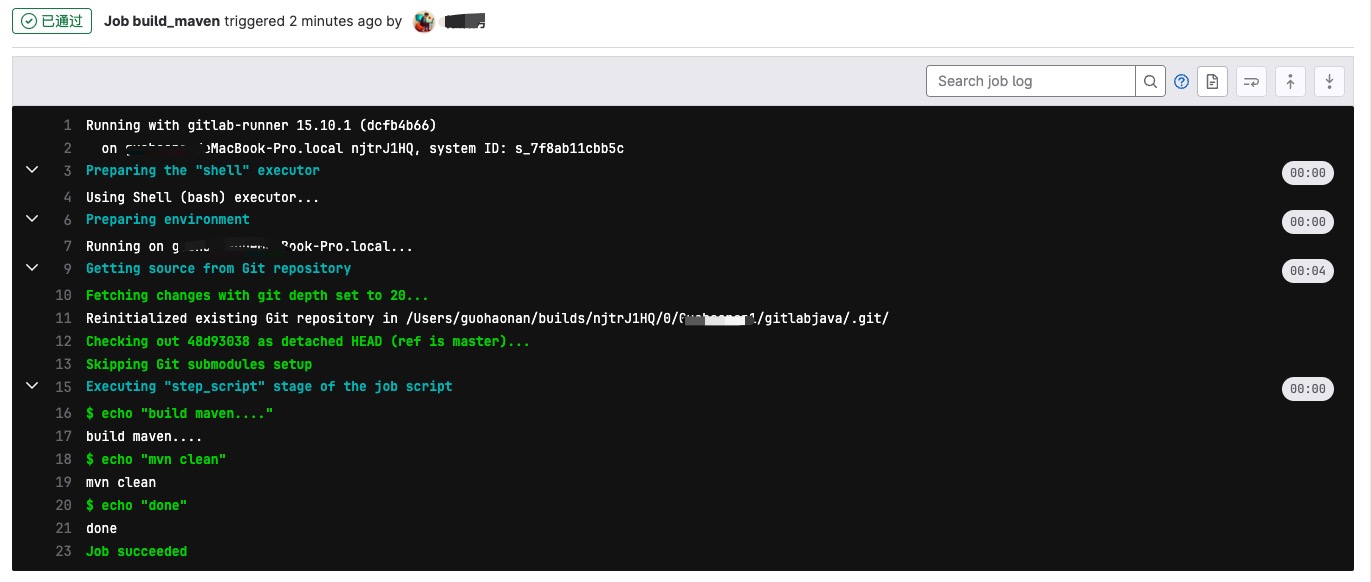 已通过 Job build_maven triggered 2 minutes ago by
Search job log
1 Running with gitlab-runner 15.10.1 (dcfb4b66)
2 on MacBook-Pro.local njtrJ1HQ, system ID: s_7f8ab11cbb5c
3 Preparing the "shell" executor 00:00
4 Using Shell (bash) executor...
6 Preparing environment 00:00
7 Running on Book-Pro.local...
9 Getting source from Git repository 00:04
10 Fetching changes with git depth set to 20...
11 Reinitialized existing Git repository in /Users/guohaonan/builds/njtrJ1HQ/0/ /gitlabjava/.git/
12 Checking out 48d93038 as detached HEAD (ref is master)...
13 Skipping Git submodules setup
15 Executing "step_script" stage of the job script 00:00
16 $ echo "build maven...."
17 build maven....
18 $ echo "mvn clean"
19 mvn clean
20 $ echo "done"
21 done
23 Job succeeded